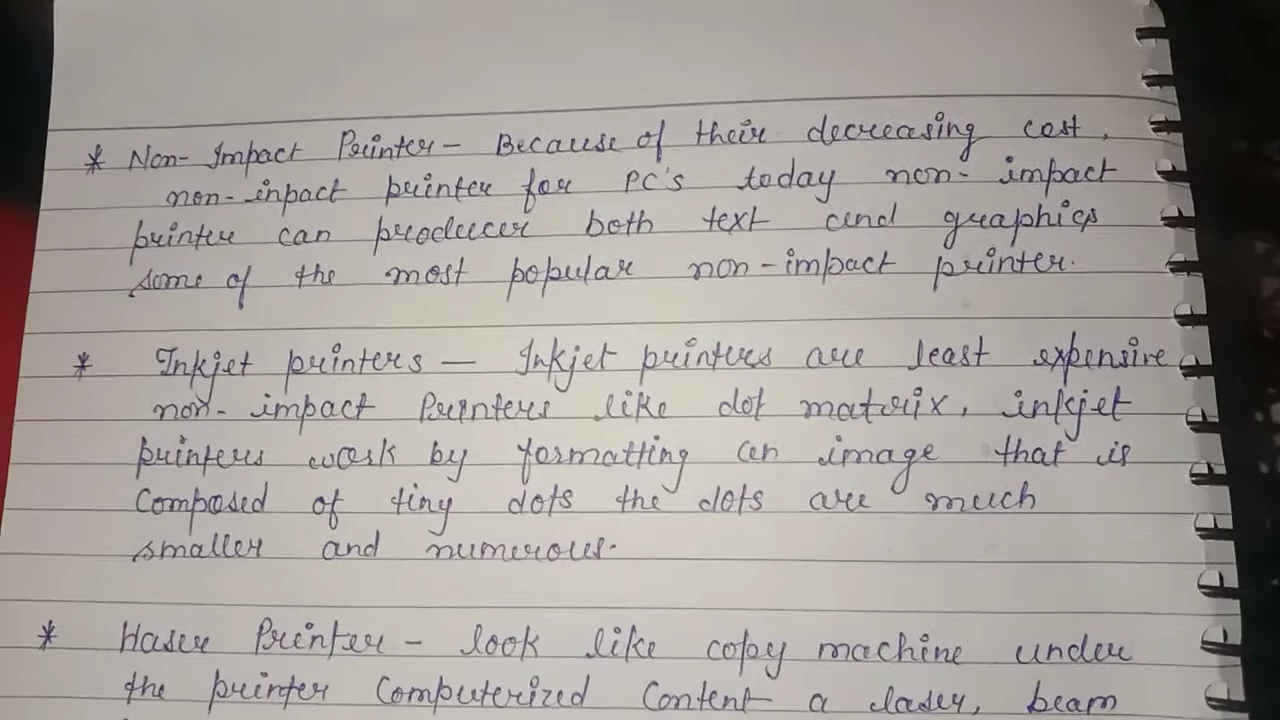 * Non-Impact Printer - Because of their decreasing cost,
non-inpact printer for PC's today non-impact
printer can producer both text and graphics
some of the most popular non-impact printer.
* Inkjet printers — Inkjet printers are least expensive
non-impact Printers like dot matrix, inkjet
printers work by formatting an image that is
Composed of tiny dots the dots are much
smaller and numerous.
* Haser Printer - look like copy machine under
the printer Computerized Content a laser, beam